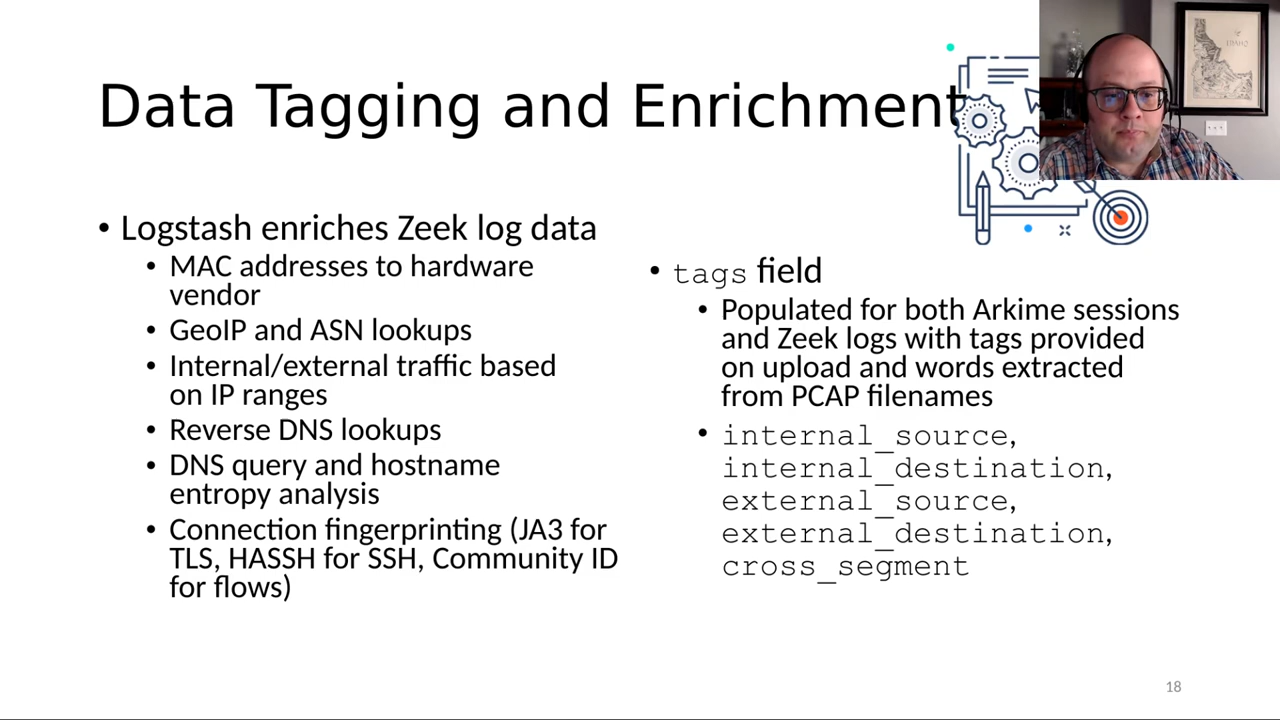 Data Tagging and Enrichment
• Logstash enriches Zeek log data
• MAC addresses to hardware
vendor
• GeoIP and ASN lookups
• Internal/external traffic based
on IP ranges
• Reverse DNS lookups
• DNS query and hostname
entropy analysis
• Connection fingerprinting (JA3 for
TLS, HASSH for SSH, Community ID
for flows)
• tags field
• Populated for both Arkime sessions
and Zeek logs with tags provided
on upload and words extracted
from PCAP filenames
• internal_source,
internal_destination,
external_source,
external_destination,
cross_segment
IDAHO
18